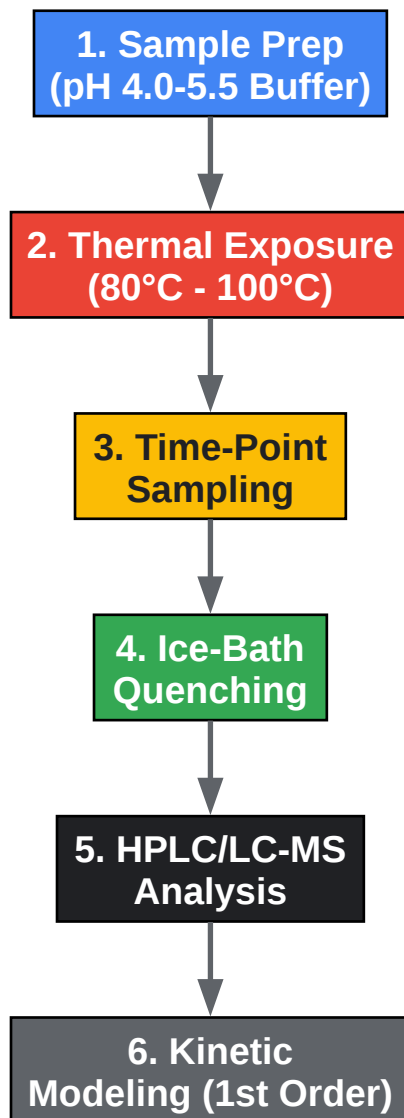 1. Sample Prep
(pH 4.0-5.5 Buffer)
2. Thermal Exposure
(80°C - 100°C)
3. Time-Point
Sampling
4. Ice-Bath
Quenching
5. HPLC/LC-MS
Analysis
6. Kinetic
Modeling (1st Order)